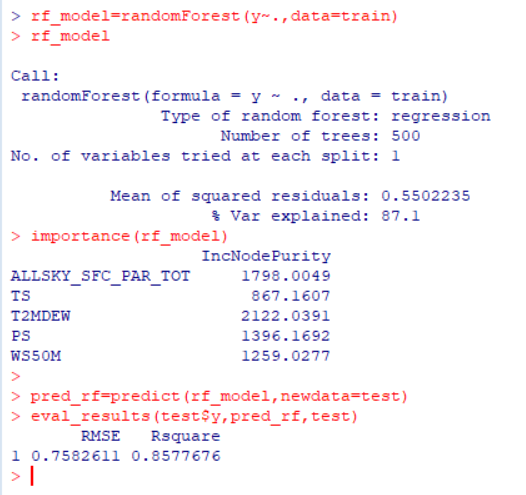 > rf_model=randomForest(y~.,data=train)
> rf_model
Call:
randomForest(formula = y ~ ., data = train)
Type of random forest: regression
Number of trees: 500
No. of variables tried at each split: 1
Mean of squared residuals: 0.5502235
% Var explained: 87.1
> importance(rf_model)
IncNodePurity
ALLSKY_SFC_PAR_TOT 1798.0049
TS 867.1607
T2MDEW 2122.0391
PS 1396.1692
WS50M 1259.0277
>
> pred_rf=predict(rf_model,newdata=test)
> eval_results(test$y,pred_rf,test)
RMSE Rsquare
1 0.7582611 0.8577676
>